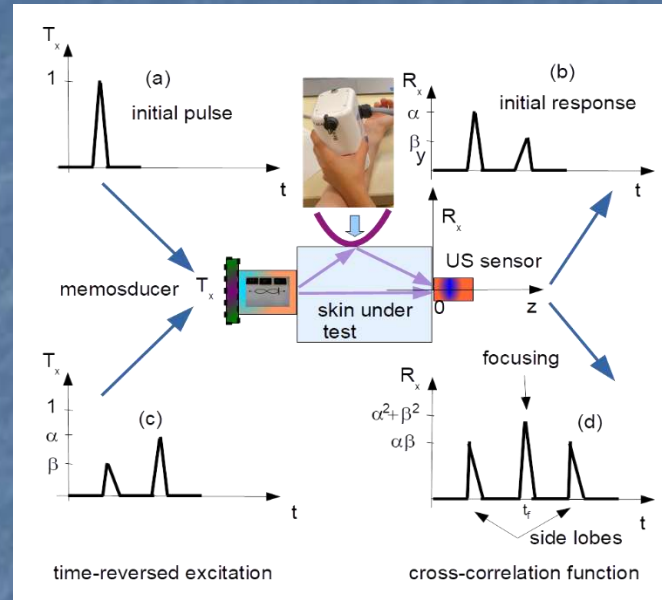 Tx
1
(a)
initial pulse
t
Rx
(b)
initial response
α
β
y
t
Rx
memosducer
Tx
US sensor
skin under
test
0
z
Tx
1
α
β
(c)
t
time-reversed excitation
focusing
Rx
α²+β²
αβ
(d)
tf
t
side lobes
cross-correlation function